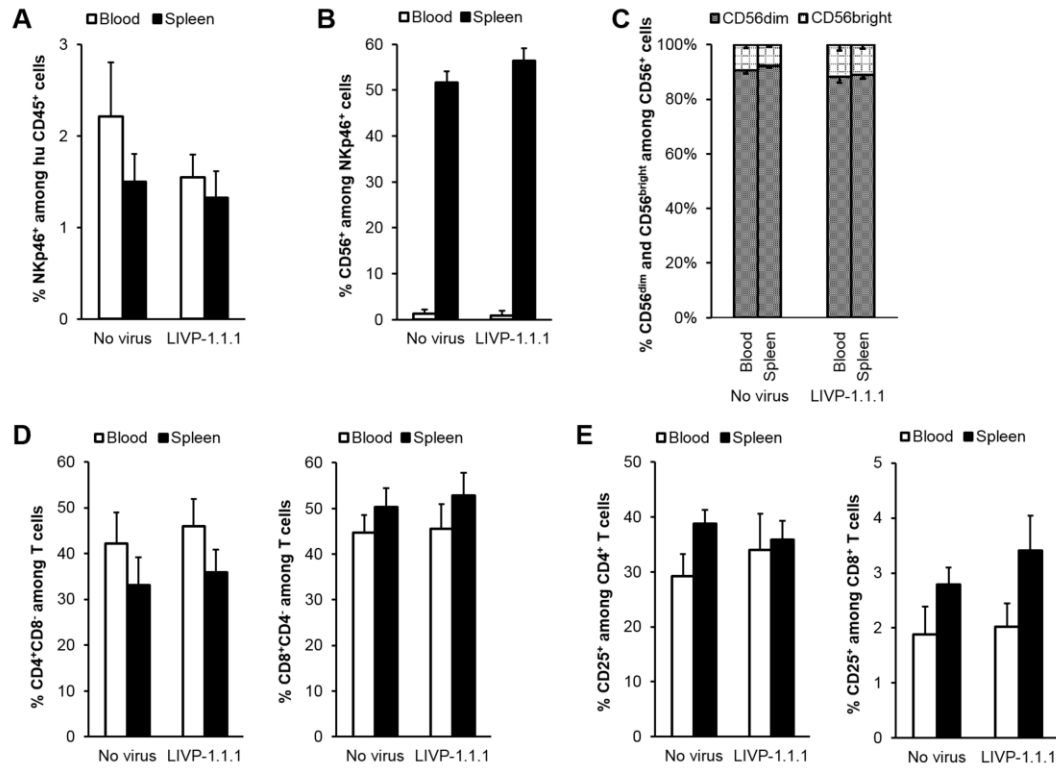 A
Blood Spleen
% NKp46⁺ among hu CD45⁺ cells
3
2
1
0
No virus LIVP-1.1.1
B
Blood Spleen
% CD56⁺ among NKp46⁺ cells
60
50
40
30
20
10
0
No virus LIVP-1.1.1
C
CD56dim CD56bright
% CD56ᵈⁱᵐ and CD56ᵇʳⁱᵍʰᵗ among CD56⁺ cells
100%
80%
60%
40%
20%
0%
Blood Spleen Blood Spleen
No virus LIVP-1.1.1
D
Blood Spleen
% CD4⁺CD8⁻ among T cells
60
50
40
30
20
10
0
No virus LIVP-1.1.1
Blood Spleen
% CD8⁺CD4⁻ among T cells
60
50
40
30
20
10
0
No virus LIVP-1.1.1
E
Blood Spleen
% CD25⁺ among CD4⁺ T cells
50
40
30
20
10
0
No virus LIVP-1.1.1
Blood Spleen
% CD25⁺ among CD8⁺ T cells
5
4
3
2
1
0
No virus LIVP-1.1.1